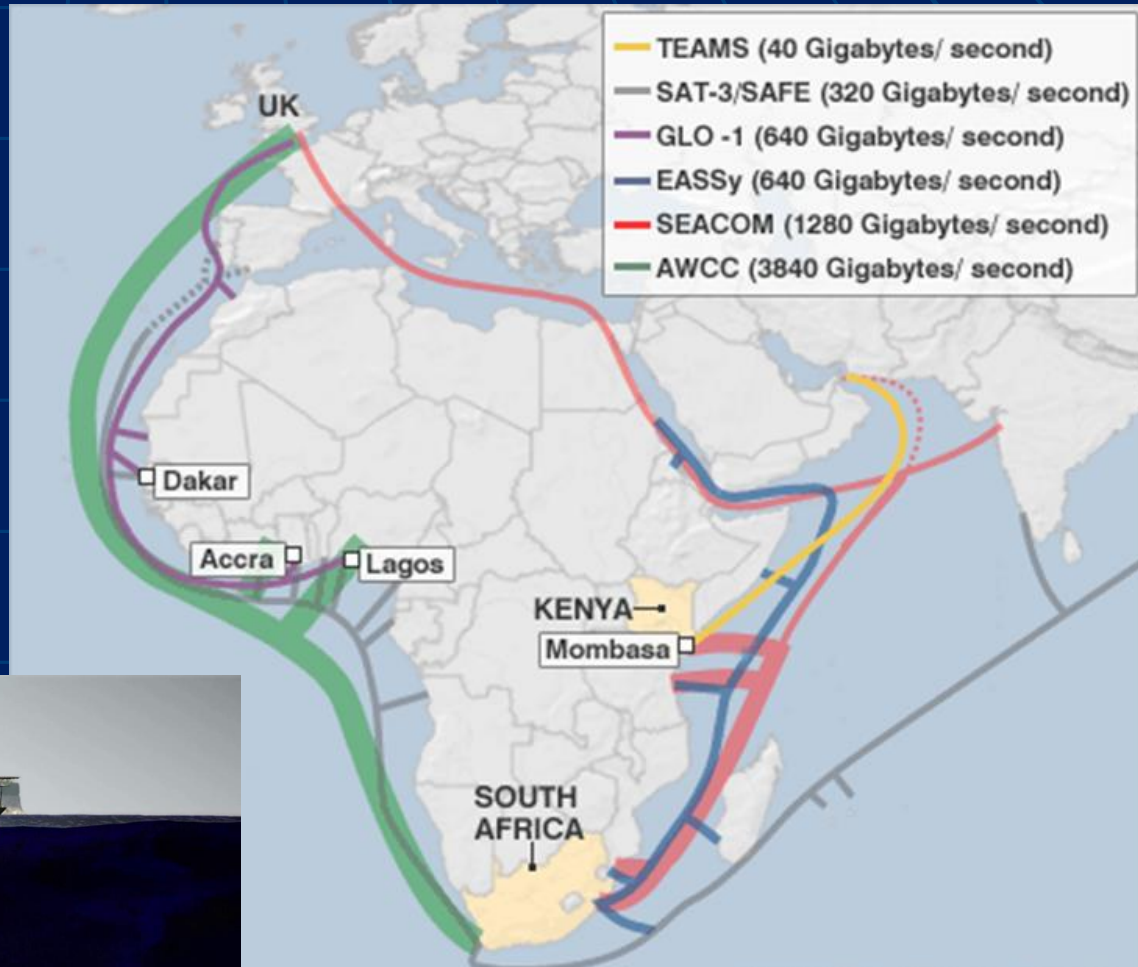 UK
TEAMS (40 Gigabytes/ second)
SAT-3/SAFE (320 Gigabytes/ second)
GLO -1 (640 Gigabytes/ second)
EASSy (640 Gigabytes/ second)
SEACOM (1280 Gigabytes/ second)
AWCC (3840 Gigabytes/ second)
Dakar
Accra
Lagos
KENYA
Mombasa
SOUTH
AFRICA